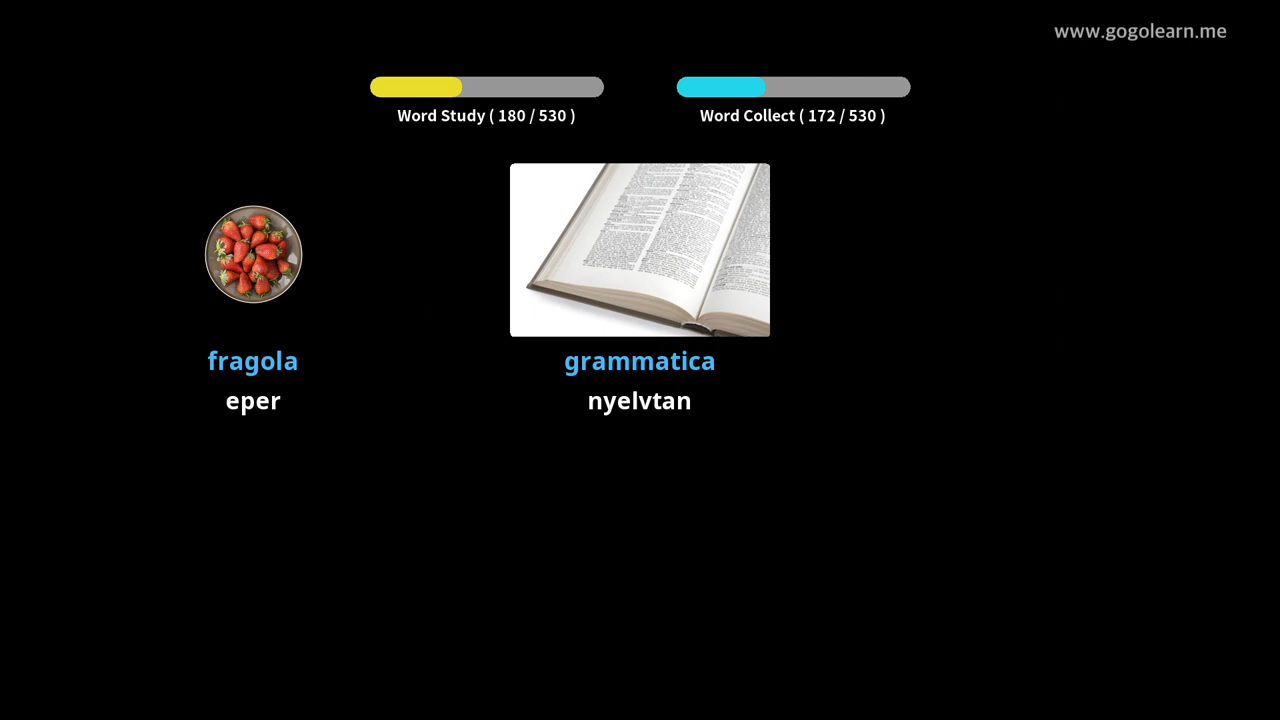 www.gogolearn.me
Word Study ( 180 / 530 )
Word Collect ( 172 / 530 )
fragola
eper
grammatica
nyelvtan